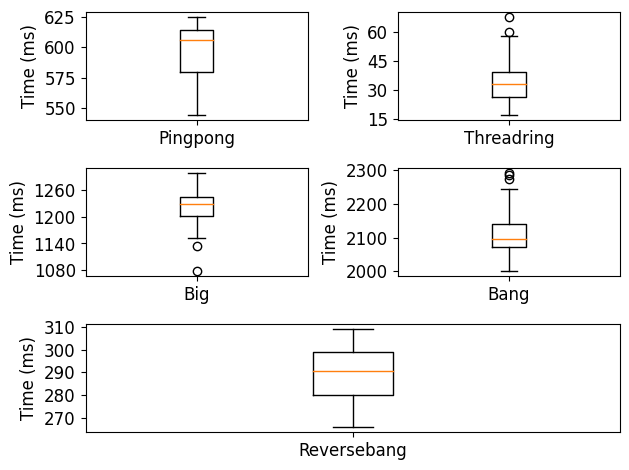 Time (ms)
625
600
575
550
Pingpong
Time (ms)
60
45
30
15
Threadring
Time (ms)
1260
1200
1140
1080
Big
Time (ms)
2300
2200
2100
2000
Bang
Time (ms)
310
300
290
280
270
Reversebang